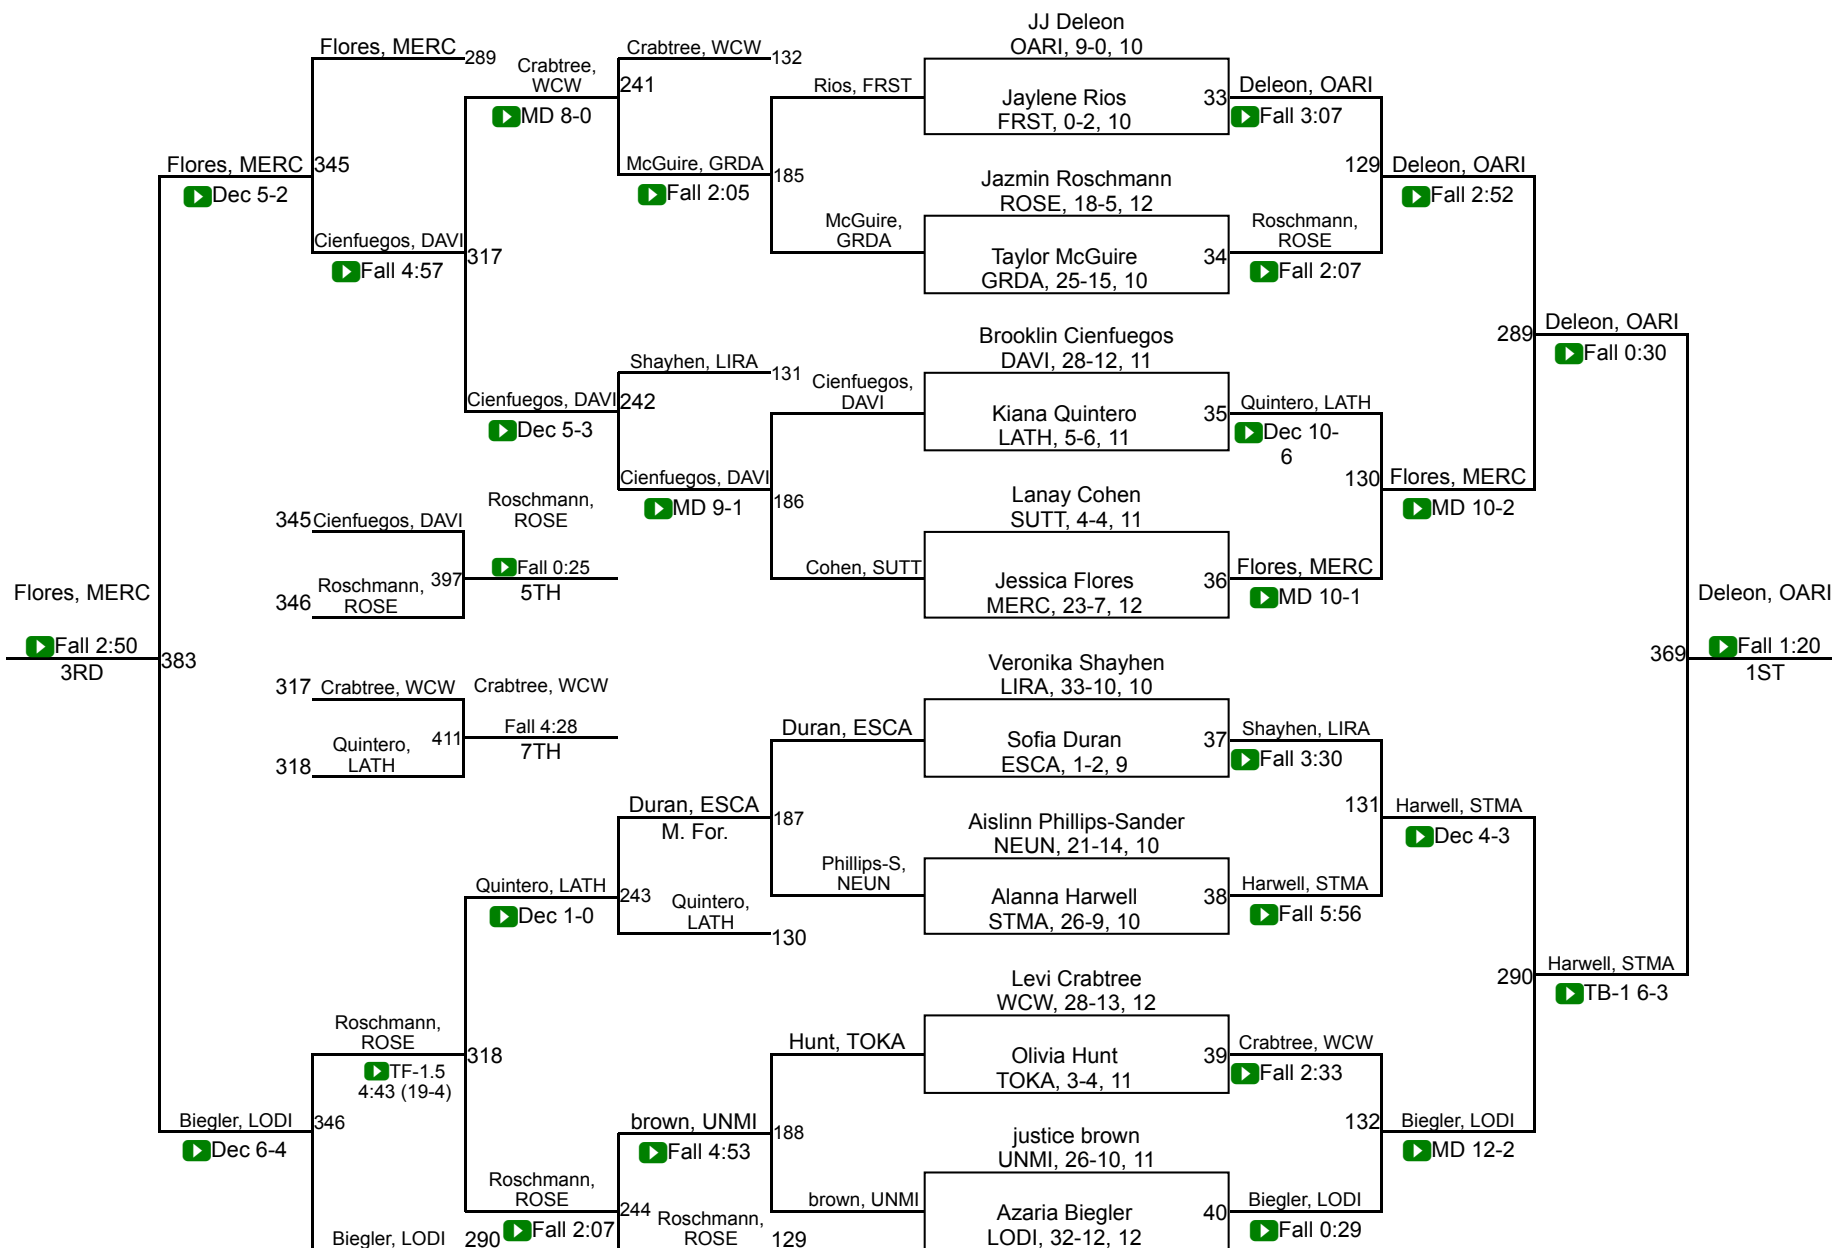 JJ Deleon
OARI, 9-0, 10
Flores, MERC
289
Crabtree, WCW
132
Crabtree,
WCW
241
MD 8-0
Rios, FRST
Jaylene Rios
FRST, 0-2, 10
33
Deleon, OARI
Fall 3:07
Flores, MERC
345
Dec 5-2
McGuire, GRDA
185
Fall 2:05
Jazmin Roschmann
ROSE, 18-5, 12
129
Deleon, OARI
Fall 2:52
McGuire,
GRDA
Roschmann,
ROSE
Cienfuegos, DAVI
317
Fall 4:57
Taylor McGuire
GRDA, 25-15, 10
34
Fall 2:07
289
Deleon, OARI
Fall 0:30
Brooklin Cienfuegos
DAVI, 28-12, 11
Shayhen, LIRA
131
Cienfuegos,
DAVI
Cienfuegos, DAVI
242
Dec 5-3
Kiana Quintero
LATH, 5-6, 11
35
Quintero, LATH
Dec 10-
6
Cienfuegos, DAVI
186
MD 9-1
130
Flores, MERC
MD 10-2
Roschmann,
ROSE
Lanay Cohen
SUTT, 4-4, 11
345
Cienfuegos, DAVI
Fall 0:25
5TH
397
346
Roschmann,
ROSE
Cohen, SUTT
Jessica Flores
MERC, 23-7, 12
36
Flores, MERC
MD 10-1
Flores, MERC
Fall 2:50
3RD
383
Deleon, OARI
369
Fall 1:20
1ST
Veronika Shayhen
LIRA, 33-10, 10
317
Crabtree, WCW
Crabtree, WCW
411
Fall 4:28
7TH
318
Quintero,
LATH
Duran, ESCA
Sofia Duran
ESCA, 1-2, 9
37
Shayhen, LIRA
Fall 3:30
Duran, ESCA
M. For.
187
131
Harwell, STMA
Dec 4-3
Aislinn Phillips-Sander
NEUN, 21-14, 10
Phillips-S,
NEUN
Quintero, LATH
243
Dec 1-0
Quintero,
LATH
130
Alanna Harwell
STMA, 26-9, 10
38
Harwell, STMA
Fall 5:56
Levi Crabtree
WCW, 28-13, 12
290
Harwell, STMA
TB-1 6-3
Roschmann,
ROSE
318
TF-1.5
4:43 (19-4)
Hunt, TOKA
Olivia Hunt
TOKA, 3-4, 11
39
Crabtree, WCW
Fall 2:33
Biegler, LODI
346
Dec 6-4
brown, UNMI
188
Fall 4:53
132
Biegler, LODI
MD 12-2
justice brown
UNMI, 26-10, 11
Roschmann,
ROSE
244
Fall 2:07
brown, UNMI
Azaria Biegler
LODI, 32-12, 12
40
Biegler, LODI
Fall 0:29
Biegler, LODI
290
Roschmann,
ROSE
129